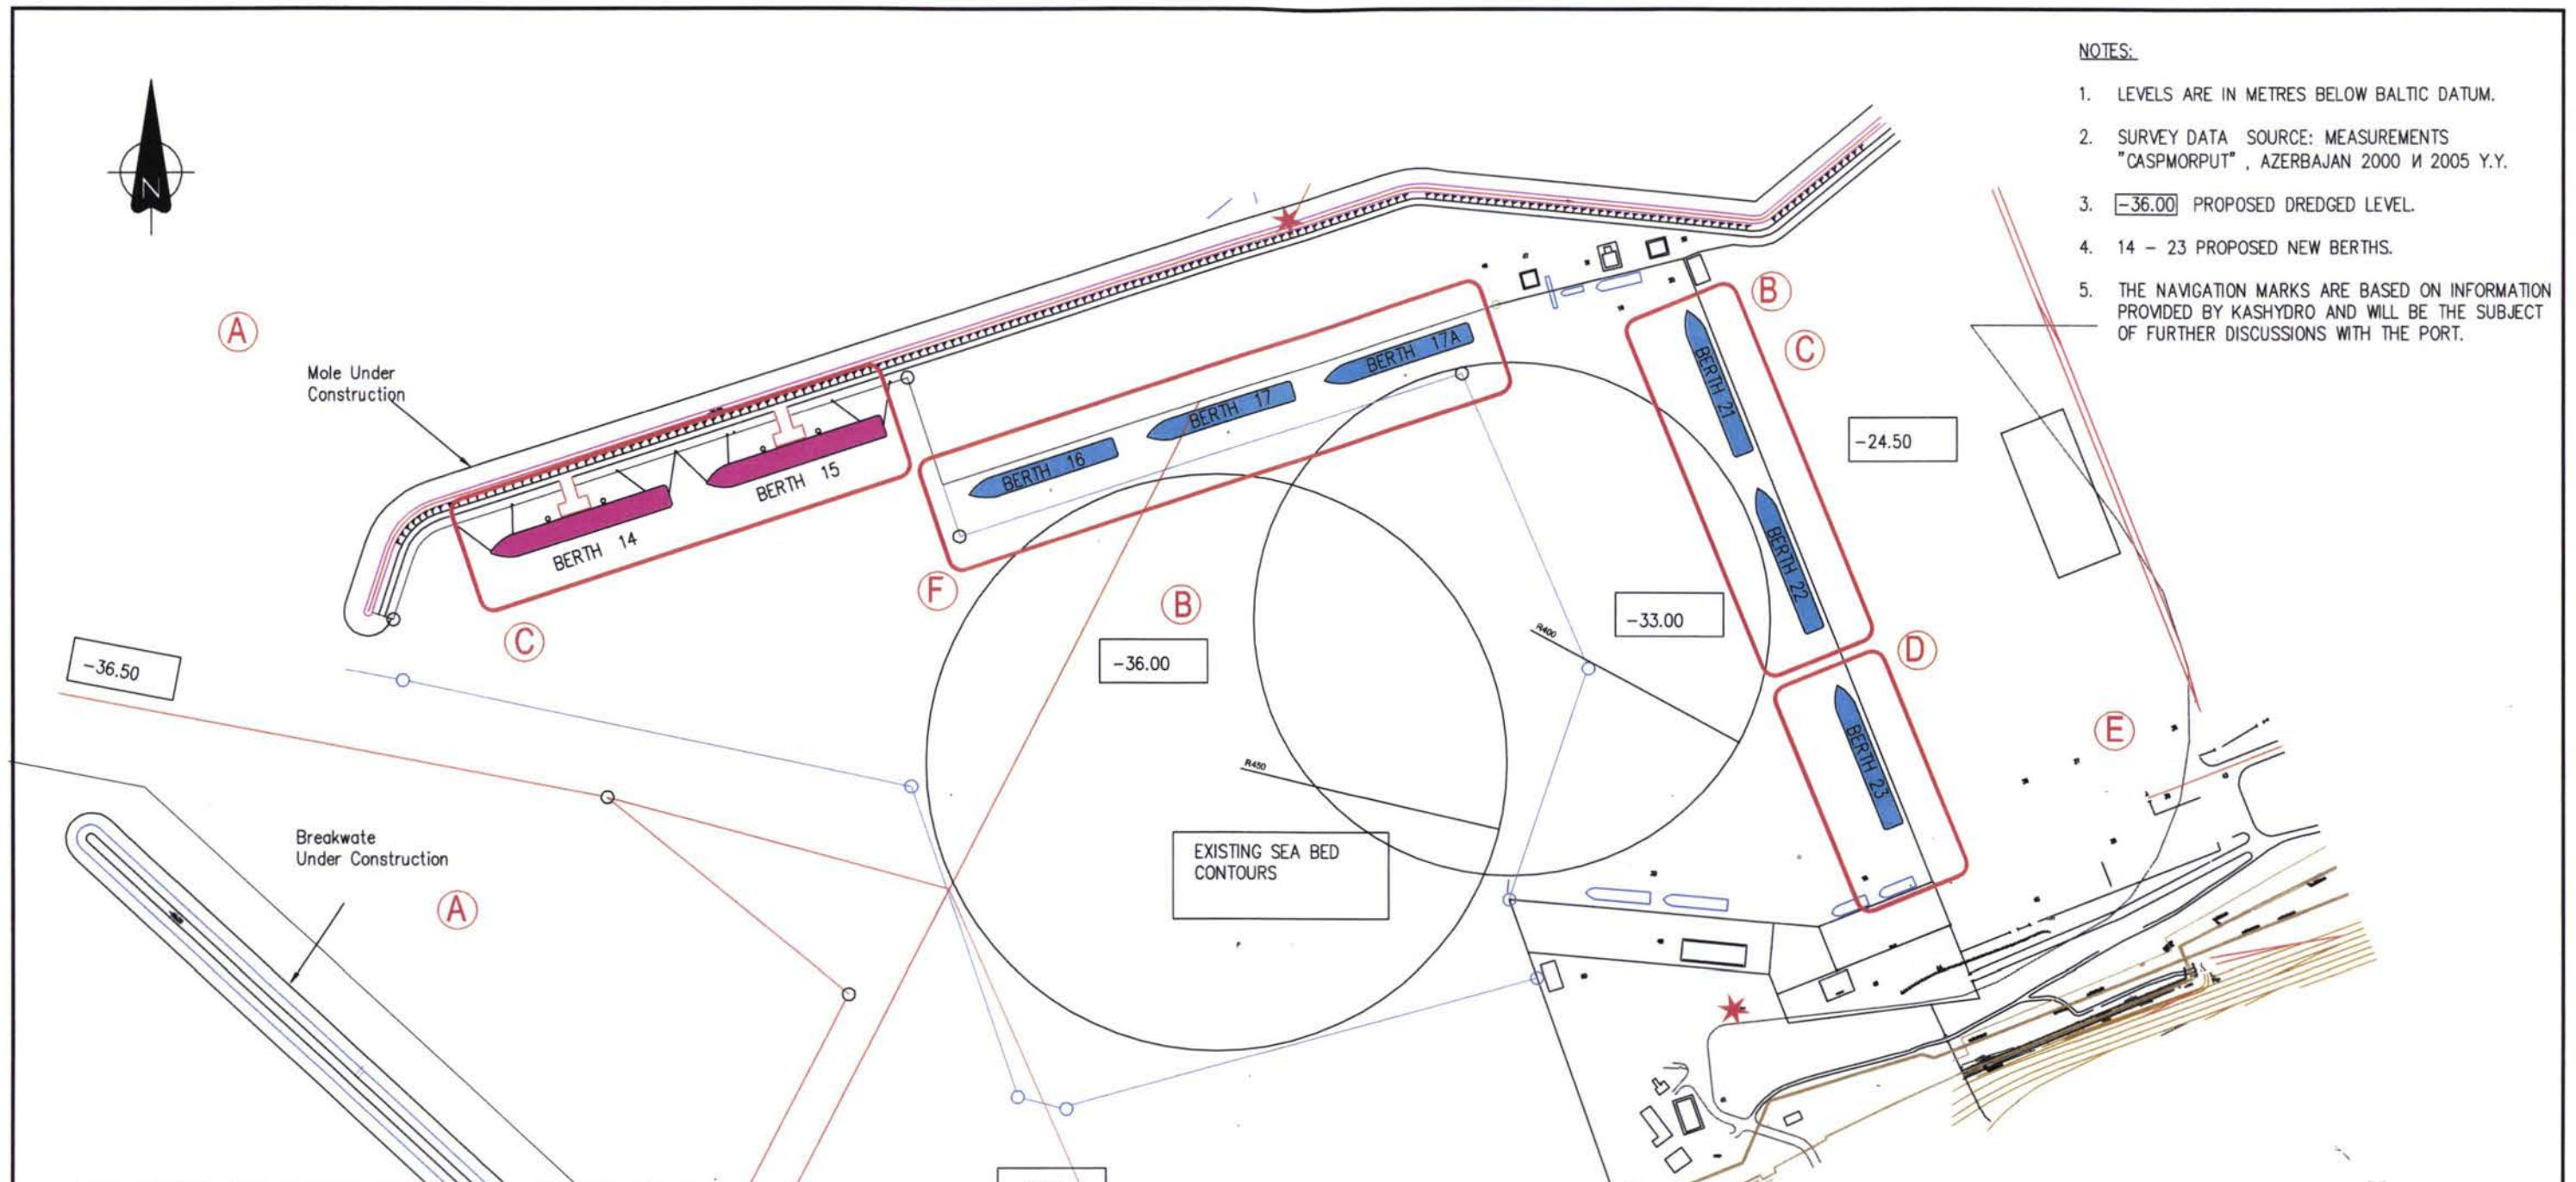 NOTES:
1. LEVELS ARE IN METRES BELOW BALTIC DATUM.
2. SURVEY DATA SOURCE: MEASUREMENTS
"CASPMORPUT" , AZERBAJAN 2000 И 2005 Y.Y.
3. -36.00 PROPOSED DREDGED LEVEL.
4. 14 - 23 PROPOSED NEW BERTHS.
5. THE NAVIGATION MARKS ARE BASED ON INFORMATION
PROVIDED BY KASHYDRO AND WILL BE THE SUBJECT
OF FURTHER DISCUSSIONS WITH THE PORT.
N
A
Mole Under
Construction
BERTH 14
BERTH 15
C
BERTH 16
BERTH 17
BERTH 17A
F
B
B
C
BERTH 21
BERTH 22
-24.50
-33.00
-36.00
-36.50
R400
R450
D
BERTH 23
E
EXISTING SEA BED
CONTOURS
Breakwate
Under Construction
A